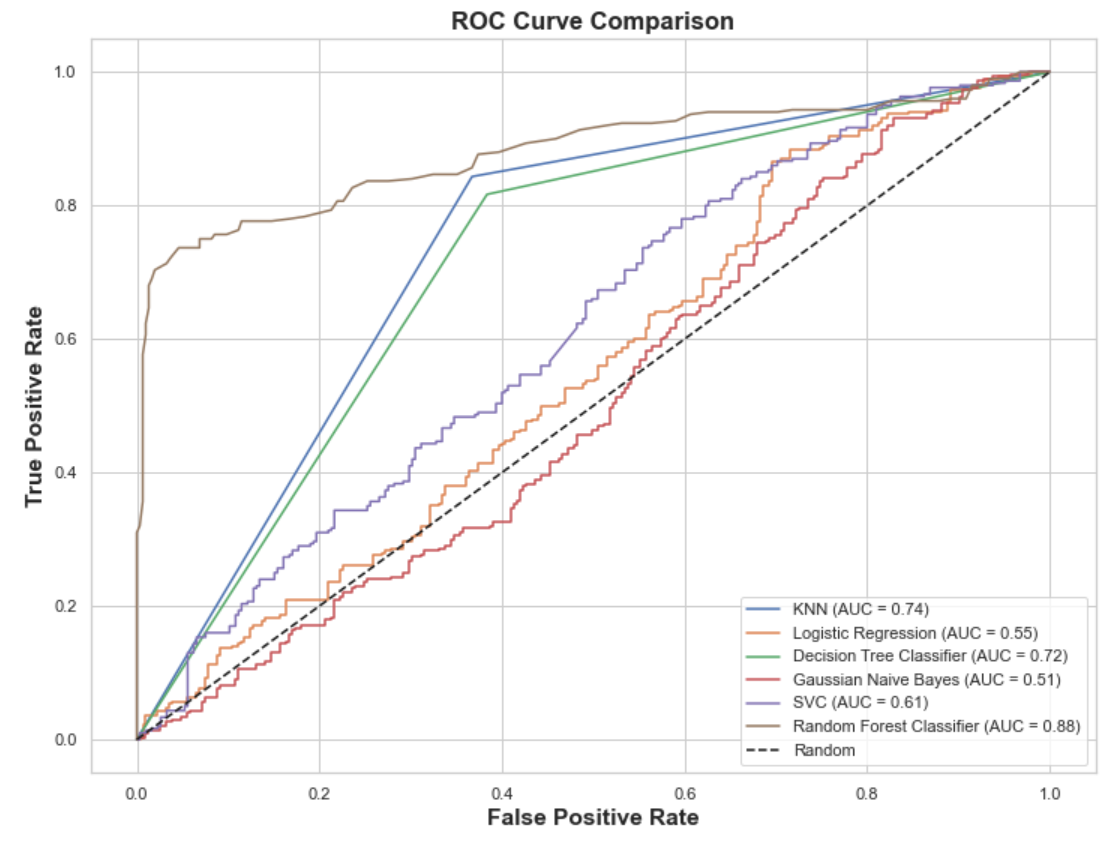 ROC Curve Comparison
True Positive Rate
1.0
0.8
0.6
0.4
0.2
0.0
KNN (AUC = 0.74)
Logistic Regression (AUC = 0.55)
Decision Tree Classifier (AUC = 0.72)
Gaussian Naive Bayes (AUC = 0.51)
SVC (AUC = 0.61)
Random Forest Classifier (AUC = 0.88)
Random
0.0 0.2 0.4 0.6 0.8 1.0
False Positive Rate